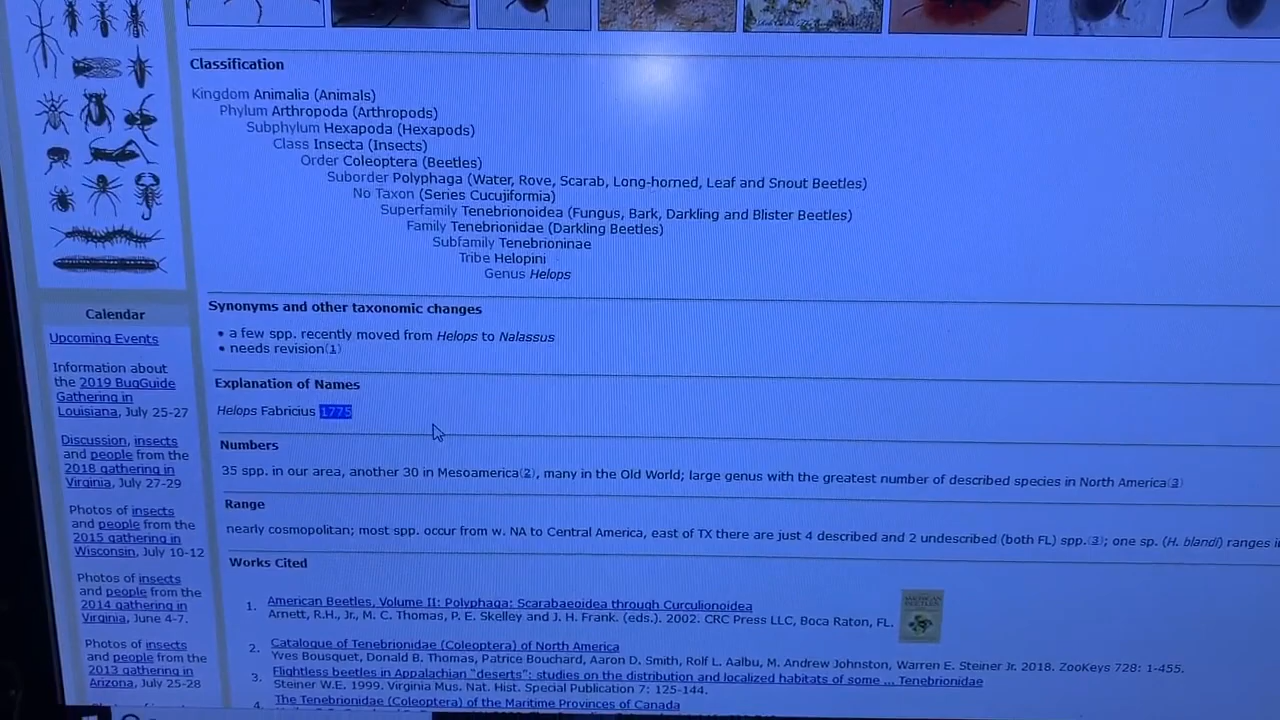 Classification
Kingdom Animalia (Animals)
Phylum Arthropoda (Arthropods)
Subphylum Hexapoda (Hexapods)
Class Insecta (Insects)
Order Coleoptera (Beetles)
Suborder Polyphaga (Water, Rove, Scarab, Long-horned, Leaf and Snout Beetles)
No Taxon (Series Cucujiformia)
Superfamily Tenebrionoidea (Fungus, Bark, Darkling and Blister Beetles)
Family Tenebrionidae (Darkling Beetles)
Subfamily Tenebrioninae
Tribe Helopini
Genus Helops
Synonyms and other taxonomic changes
• a few spp. recently moved from Helops to Nalassus
• needs revision(1)
Explanation of Names
Helops Fabricius 1775
Numbers
35 spp. in our area, another 30 in Mesoamerica(2), many in the Old World; large genus with the greatest number of described species in North America(3)
Range
nearly cosmopolitan; most spp. occur from w. NA to Central America, east of TX there are just 4 described and 2 undescribed (both FL) spp.(3); one sp. (H. blandi) ranges
Works Cited
1. American Beetles, Volume II: Polyphaga: Scarabaeoidea through Curculionoidea
Arnett, R.H., Jr., M. C. Thomas, P. E. Skelley and J. H. Frank. (eds.). 2002. CRC Press LLC, Boca Raton, FL.
AMERICAN
BEETLES
2. Catalogue of Tenebrionidae (Coleoptera) of North America
Yves Bousquet, Donald B. Thomas, Patrice Bouchard, Aaron D. Smith, Rolf L. Aalbu, M. Andrew Johnston, Warren E. Steiner Jr. 2018. ZooKeys 728: 1-455.
3. Flightless beetles in Appalachian "deserts": studies on the distribution and localized habitats of some ... Tenebrionidae
Steiner W.E. 1999. Virginia Mus. Nat. Hist. Special Publication 7: 125-144.
4. The Tenebrionidae (Coleoptera) of the Maritime Provinces of Canada
Calendar
Upcoming Events
Information about
the 2019 BugGuide
Gathering in
Louisiana, July 25-27
Discussion, insects
and people from the
2018 gathering in
Virginia, July 27-29
Photos of insects
and people from the
2015 gathering in
Wisconsin, July 10-12
Photos of insects
and people from the
2014 gathering in
Virginia, June 4-7.
Photos of insects
and people from the
2013 gathering in
Arizona, July 25-28